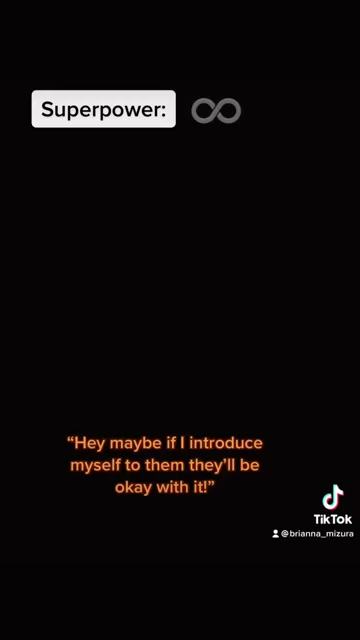 Superpower: ∞
“Hey maybe if I introduce
myself to them they’ll be
okay with it!”
TikTok
@brianna_mizura